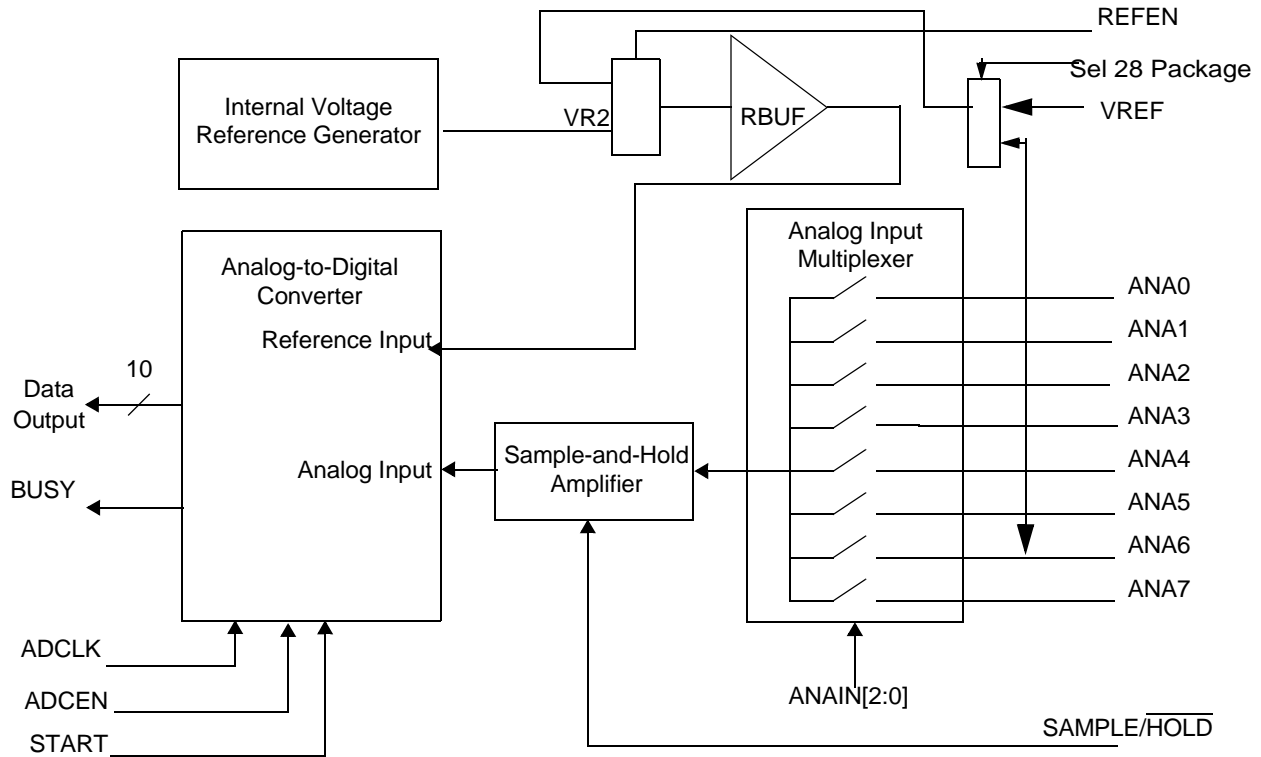 REFEN
Sel 28 Package
VREF
Internal Voltage
Reference Generator
VR2
RBUF
Analog Input
Multiplexer
Analog-to-Digital
Converter
Reference Input
Analog Input
10
Data
Output
BUSY
Sample-and-Hold
Amplifier
ANA0
ANA1
ANA2
ANA3
ANA4
ANA5
ANA6
ANA7
ADCLK
ADCEN
START
ANAIN[2:0]
SAMPLE/HOLD